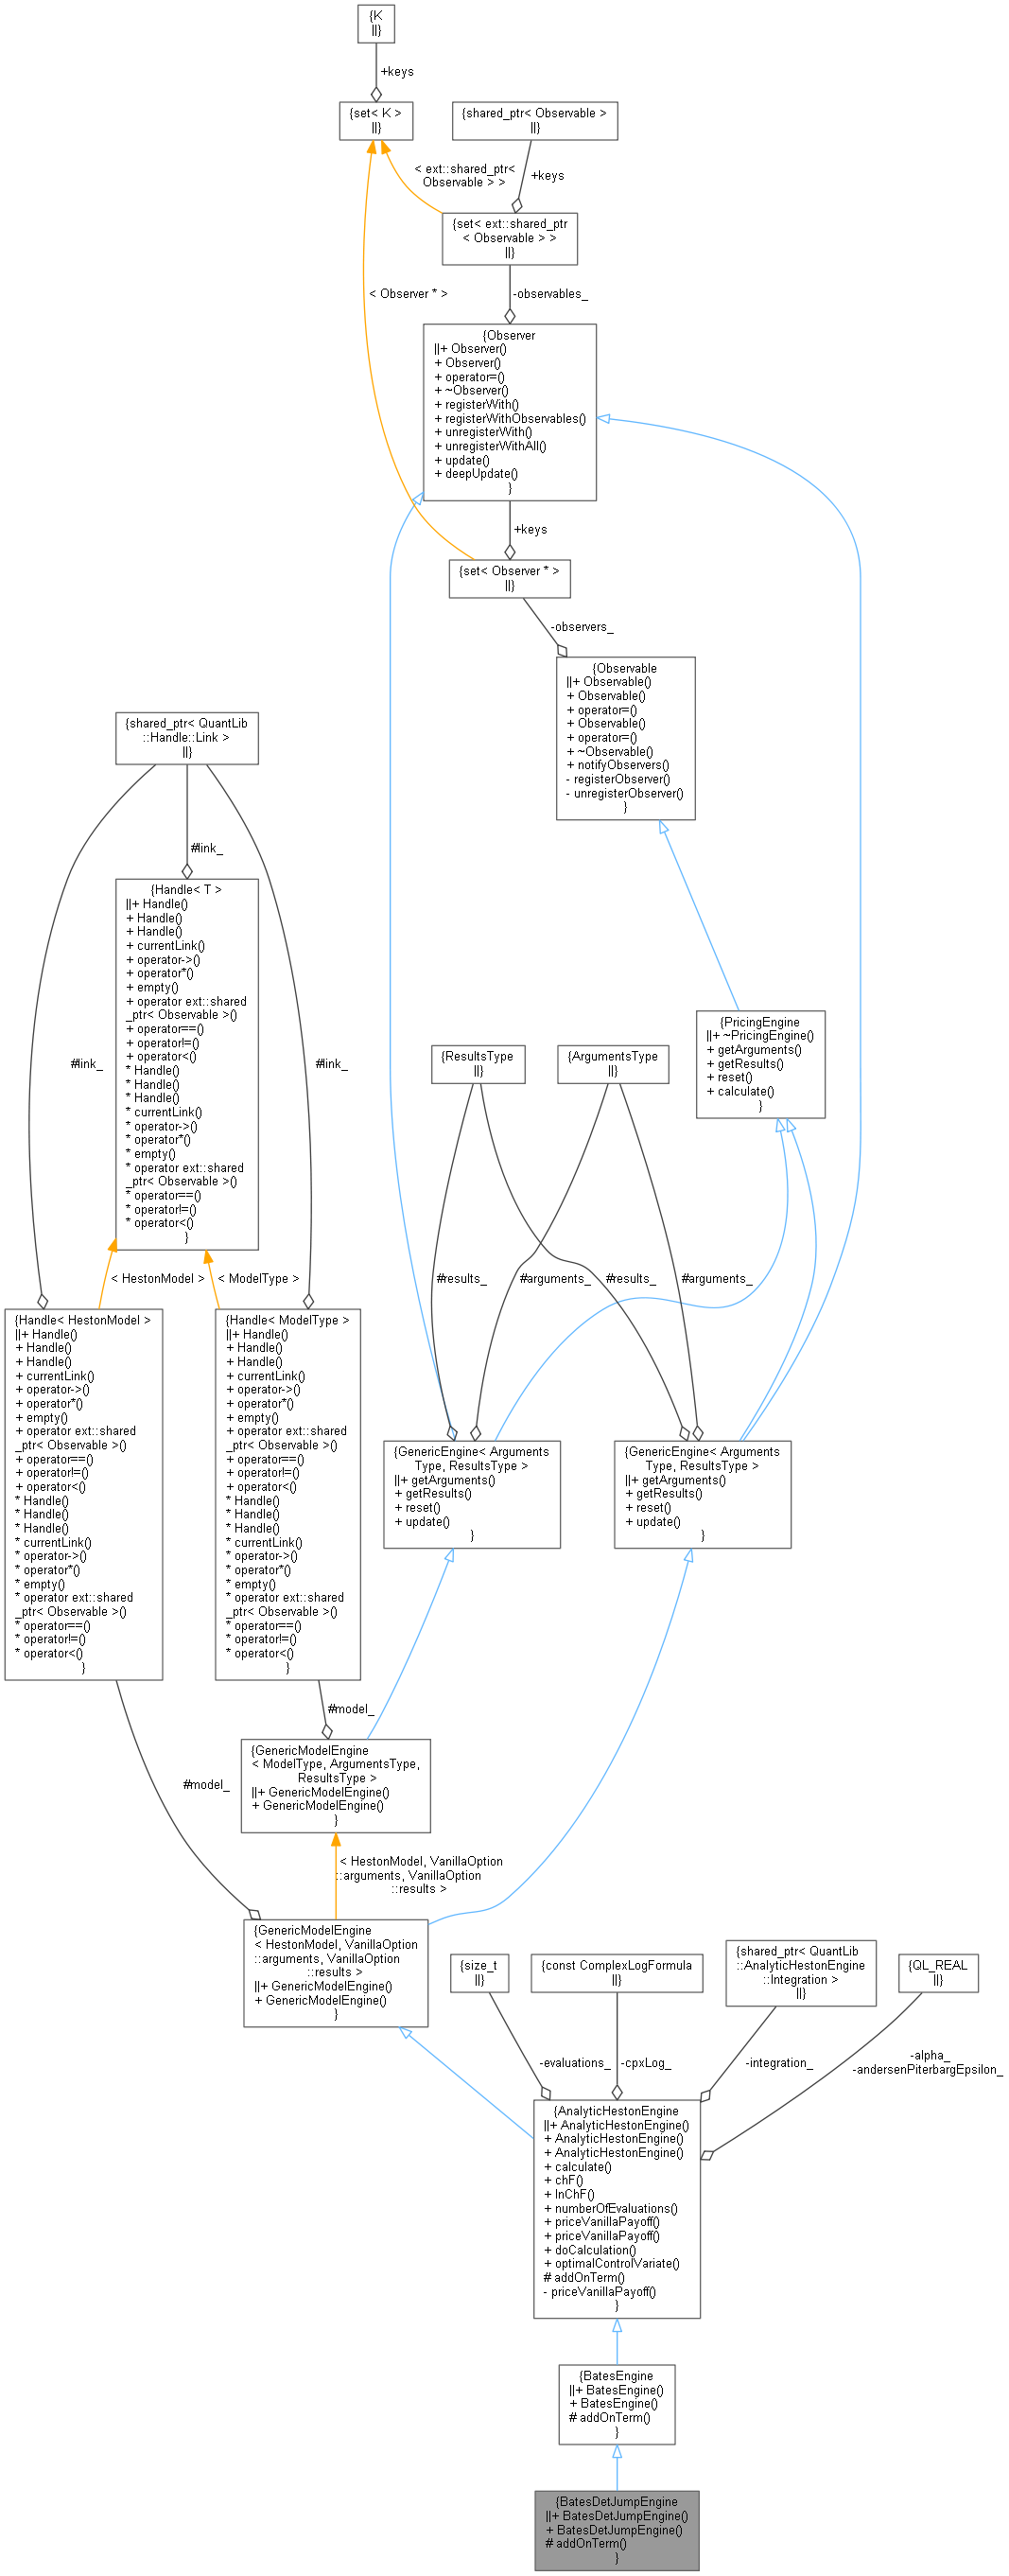 {K
||}
+keys
{set< K >
||}
{shared_ptr< Observable >
||}
< ext::shared_ptr<
Observable > >
+keys
{set< ext::shared_ptr
< Observable > >
||}
< Observer * >
-observables_
{Observer
||+ Observer()
+ Observer()
+ operator=()
+ ~Observer()
+ registerWith()
+ registerWithObservables()
+ unregisterWith()
+ unregisterWithAll()
+ update()
+ deepUpdate()
}
+keys
{set< Observer * >
||}
-observers_
{Observable
||+ Observable()
+ Observable()
+ operator=()
+ Observable()
+ operator=()
+ ~Observable()
+ notifyObservers()
- registerObserver()
- unregisterObserver()
}
{shared_ptr< QuantLib
::Handle::Link >
||}
#link_
{Handle< T >
||+ Handle()
+ Handle()
+ Handle()
+ currentLink()
+ operator->()
+ operator*()
+ empty()
+ operator ext::shared
_ptr< Observable >()
+ operator==()
+ operator!=()
+ operator<()
* Handle()
* Handle()
* Handle()
* currentLink()
* operator->()
* operator*()
* empty()
* operator ext::shared
_ptr< Observable >()
* operator==()
* operator!=()
* operator<()
}
#link_
#link_
{ResultsType
||}
{ArgumentsType
||}
{PricingEngine
||+ ~PricingEngine()
+ getArguments()
+ getResults()
+ reset()
+ calculate()
}
< HestonModel >
< ModelType >
#results_
#arguments_
#results_
#arguments_
{Handle< HestonModel >
||+ Handle()
+ Handle()
+ Handle()
+ currentLink()
+ operator->()
+ operator*()
+ empty()
+ operator ext::shared
_ptr< Observable >()
+ operator==()
+ operator!=()
+ operator<()
* Handle()
* Handle()
* Handle()
* currentLink()
* operator->()
* operator*()
* empty()
* operator ext::shared
_ptr< Observable >()
* operator==()
* operator!=()
* operator<()
}
{Handle< ModelType >
||+ Handle()
+ Handle()
+ Handle()
+ currentLink()
+ operator->()
+ operator*()
+ empty()
+ operator ext::shared
_ptr< Observable >()
+ operator==()
+ operator!=()
+ operator<()
* Handle()
* Handle()
* Handle()
* currentLink()
* operator->()
* operator*()
* empty()
* operator ext::shared
_ptr< Observable >()
* operator==()
* operator!=()
* operator<()
}
{GenericEngine< Arguments
Type, ResultsType >
||+ getArguments()
+ getResults()
+ reset()
+ update()
}
{GenericEngine< Arguments
Type, ResultsType >
||+ getArguments()
+ getResults()
+ reset()
+ update()
}
#model_
#model_
{GenericModelEngine
< ModelType, ArgumentsType,
ResultsType >
||+ GenericModelEngine()
+ GenericModelEngine()
}
< HestonModel, VanillaOption
::arguments, VanillaOption
::results >
{GenericModelEngine
< HestonModel, VanillaOption
::arguments, VanillaOption
::results >
||+ GenericModelEngine()
+ GenericModelEngine()
}
{size_t
||}
{const ComplexLogFormula
||}
{shared_ptr< QuantLib
::AnalyticHestonEngine
::Integration >
||}
{QL_REAL
||}
-evaluations_
-cpxLog_
-integration_
-alpha_
-andersenPiterbargEpsilon_
{AnalyticHestonEngine
||+ AnalyticHestonEngine()
+ AnalyticHestonEngine()
+ AnalyticHestonEngine()
+ calculate()
+ chF()
+ lnChF()
+ numberOfEvaluations()
+ priceVanillaPayoff()
+ priceVanillaPayoff()
+ doCalculation()
+ optimalControlVariate()
# addOnTerm()
- priceVanillaPayoff()
}
{BatesEngine
||+ BatesEngine()
+ BatesEngine()
# addOnTerm()
}
{BatesDetJumpEngine
||+ BatesDetJumpEngine()
+ BatesDetJumpEngine()
# addOnTerm()
}